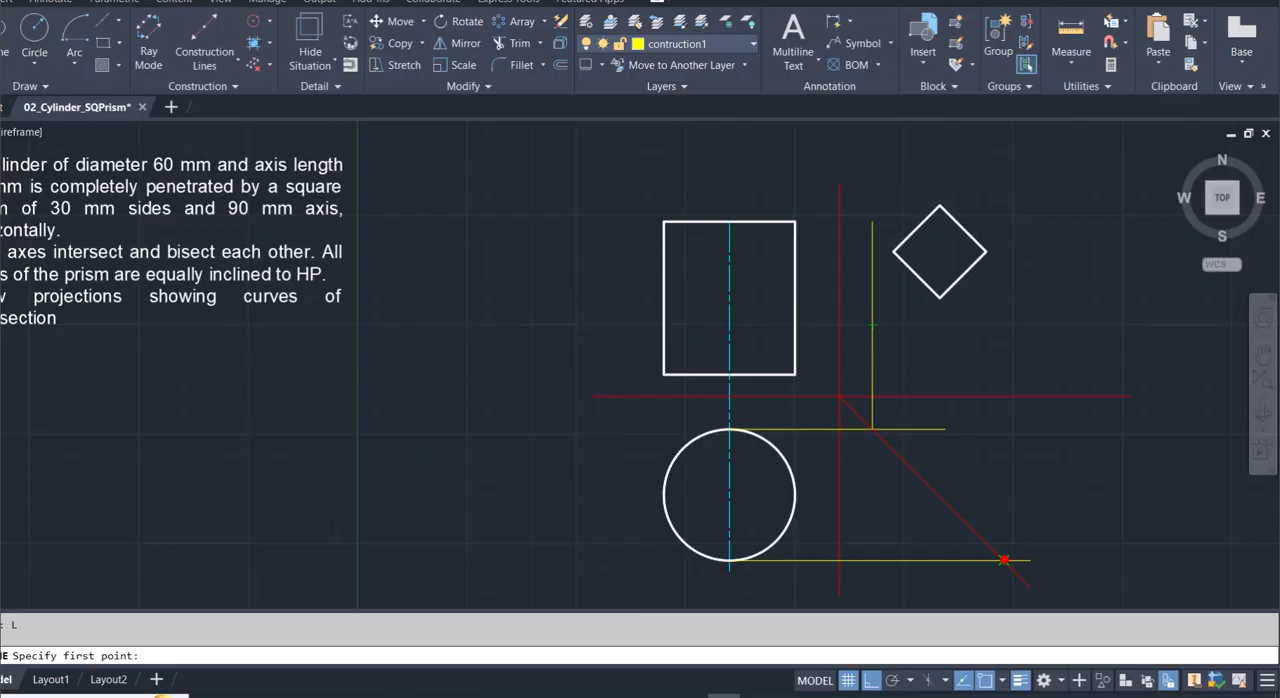 Circle
Arc
Draw
Ray
Mode
Construction
Lines
Construction
Hide
Situation
Detail
Move
Rotate
Array
Copy
Mirror
Trim
Stretch
Scale
Fillet
Modify
contruction1
Move to Another Layer
Layers
Multiline
Text
Symbol
BOM
Annotation
Insert
Block
Group
Groups
Measure
Utilities
Paste
Clipboard
Base
View
02_Cylinder_SQPrism*
ireframe]
linder of diameter 60 mm and axis length
nm is completely penetrated by a square
n of 30 mm sides and 90 mm axis,
ontally.
axes intersect and bisect each other. All
s of the prism are equally inclined to HP.
v projections showing curves of
section
N
W
TOP
E
S
WCS
: L
NE Specify first point:
del
Layout1
Layout2
MODEL